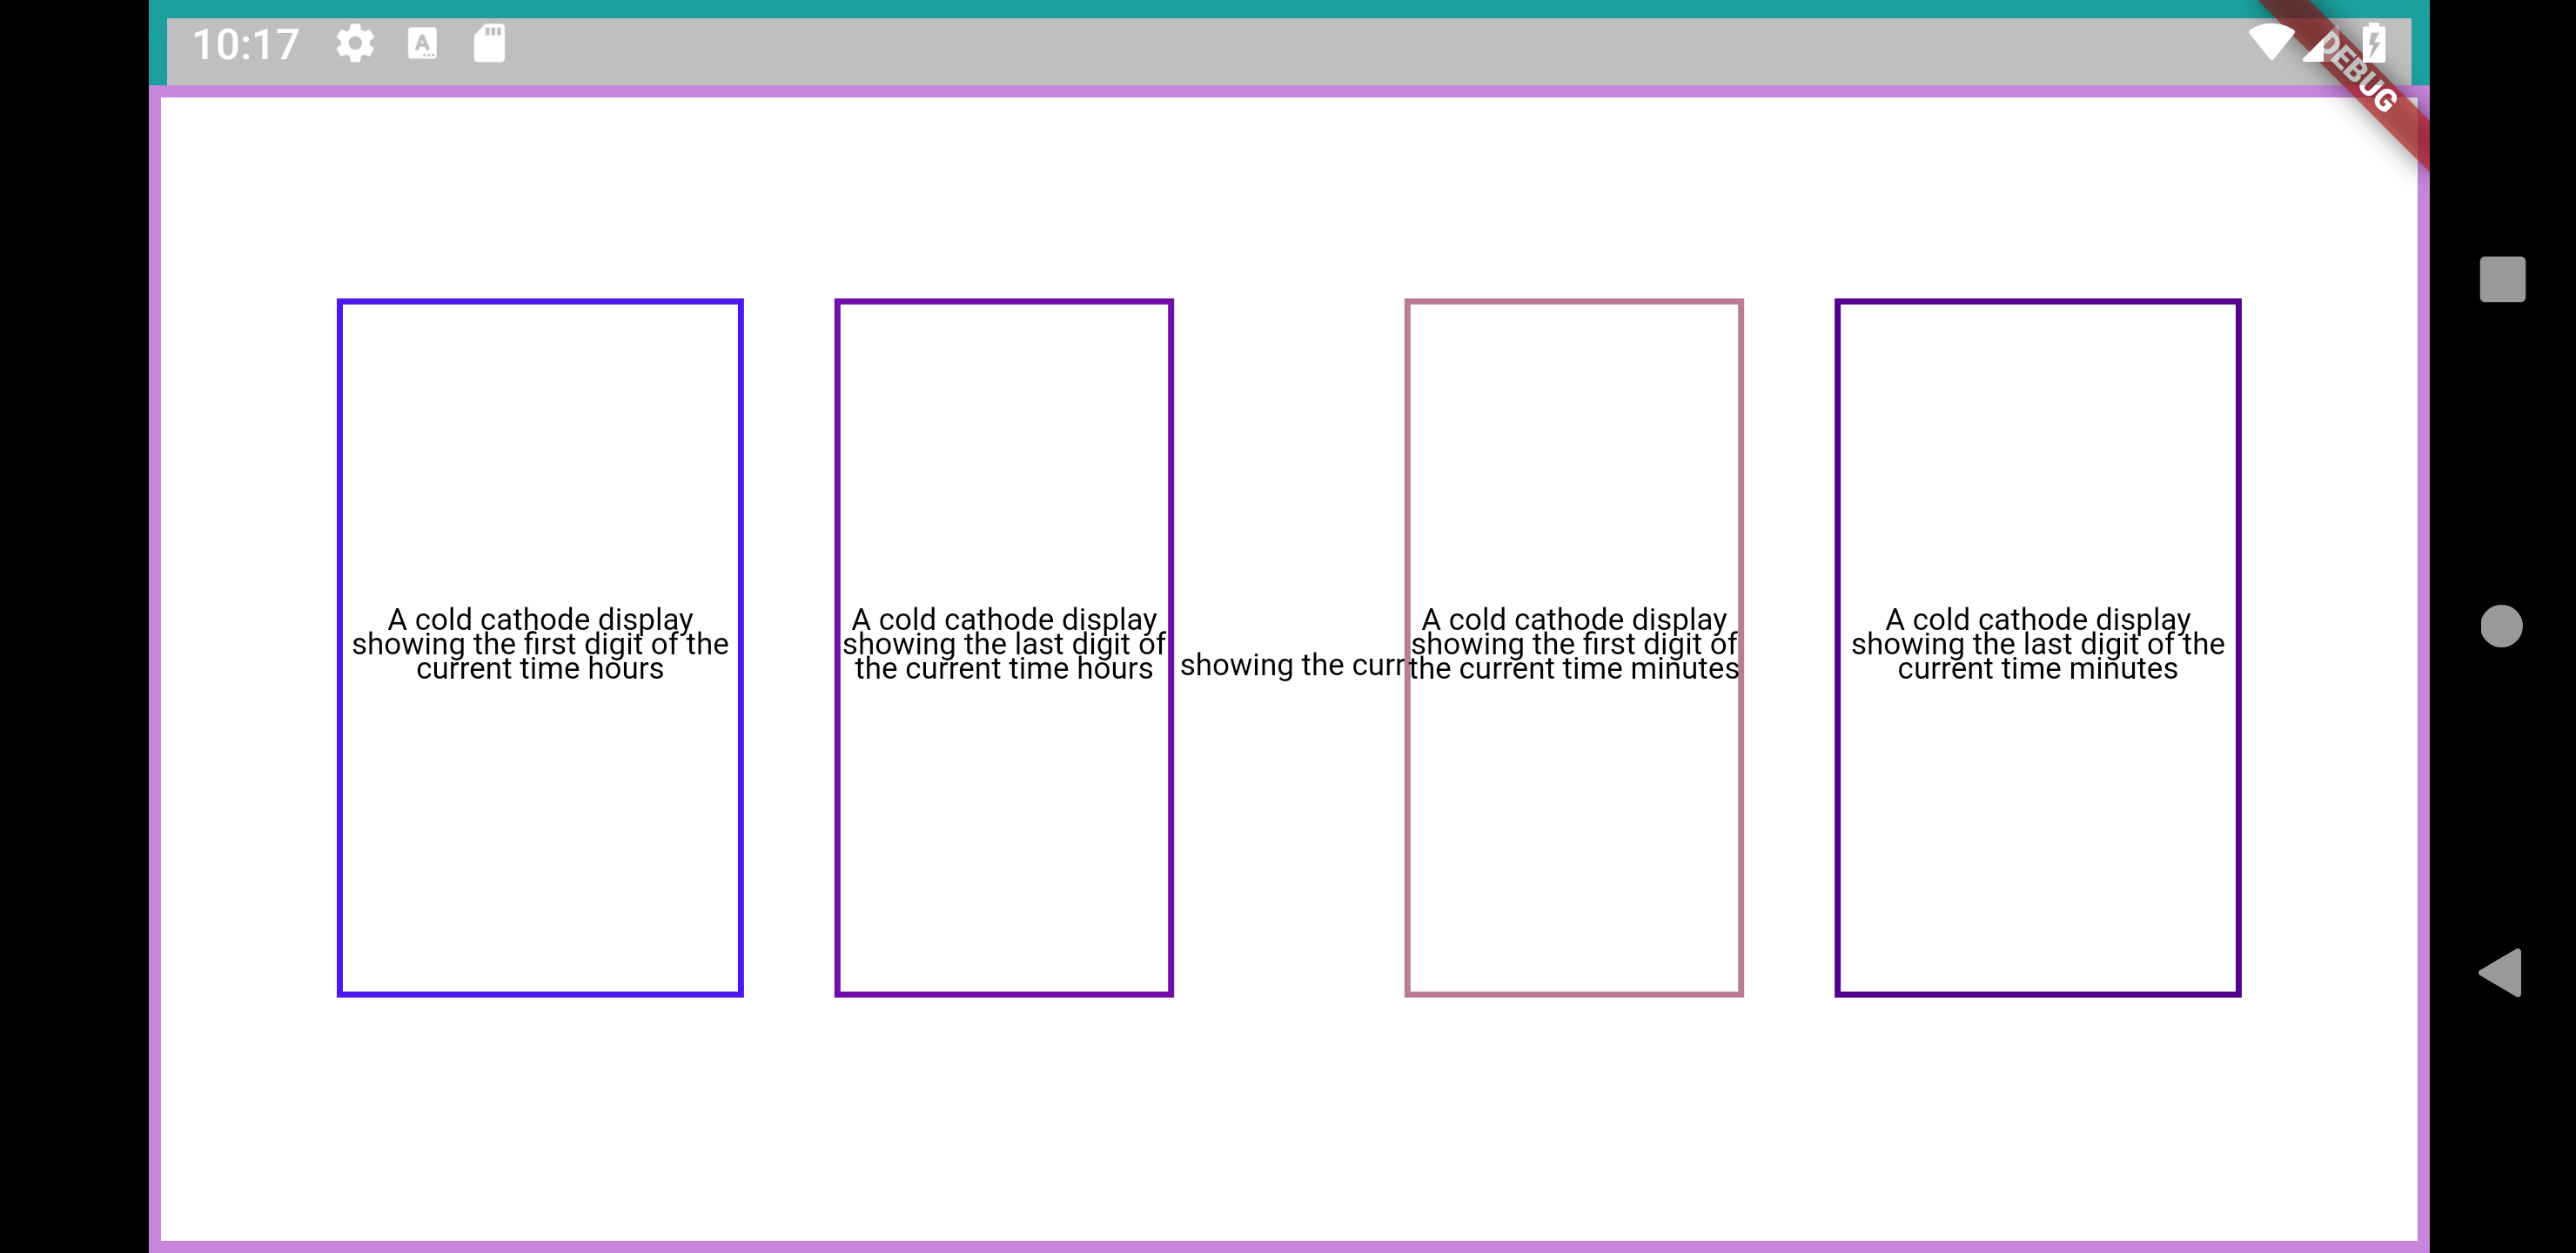 10:17
A
DEBUG
A cold cathode display
showing the first digit of the
current time hours
A cold cathode display
showing the last digit of
the current time hours
showing the curr
A cold cathode display
showing the first digit of
the current time minutes
A cold cathode display
showing the last digit of the
current time minutes